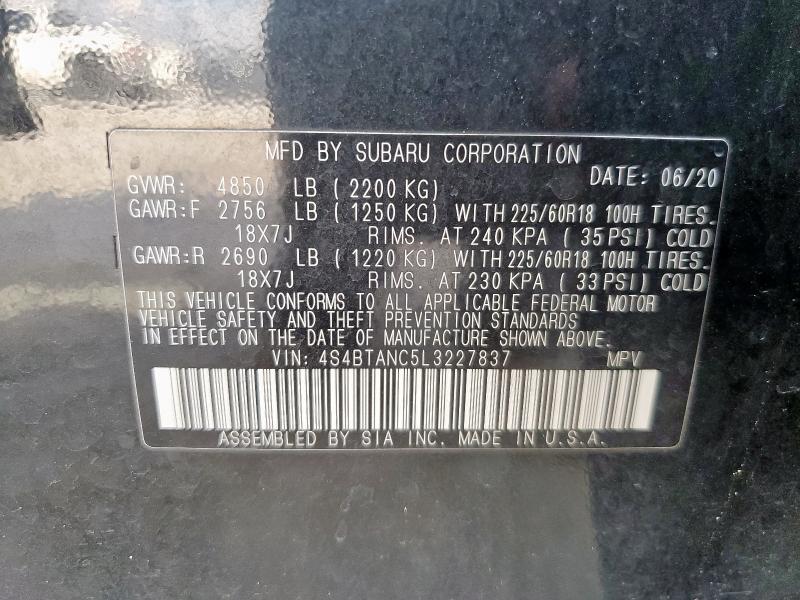 MFD BY SUBARU CORPORATION
DATE: 06/20
GVWR: 4850 LB (2200 KG)
GAWR:F 2756 LB (1250 KG) WITH 225/60R18 100H TIRES.
18X7J RIMS. AT 240 KPA (35 PSI) COLD
GAWR:R 2690 LB (1220 KG) WITH 225/60R18 100H TIRES.
18X7J RIMS. AT 230 KPA (33 PSI) COLD
THIS VEHICLE CONFORMS TO ALL APPLICABLE FEDERAL MOTOR
VEHICLE SAFETY AND THEFT PREVENTION STANDARDS
IN EFFECT ON THE DATE OF MANUFACTURE SHOWN ABOVE.
VIN: 4S4BTANC5L3227837 MPV
ASSEMBLED BY SIA INC. MADE IN U.S.A.